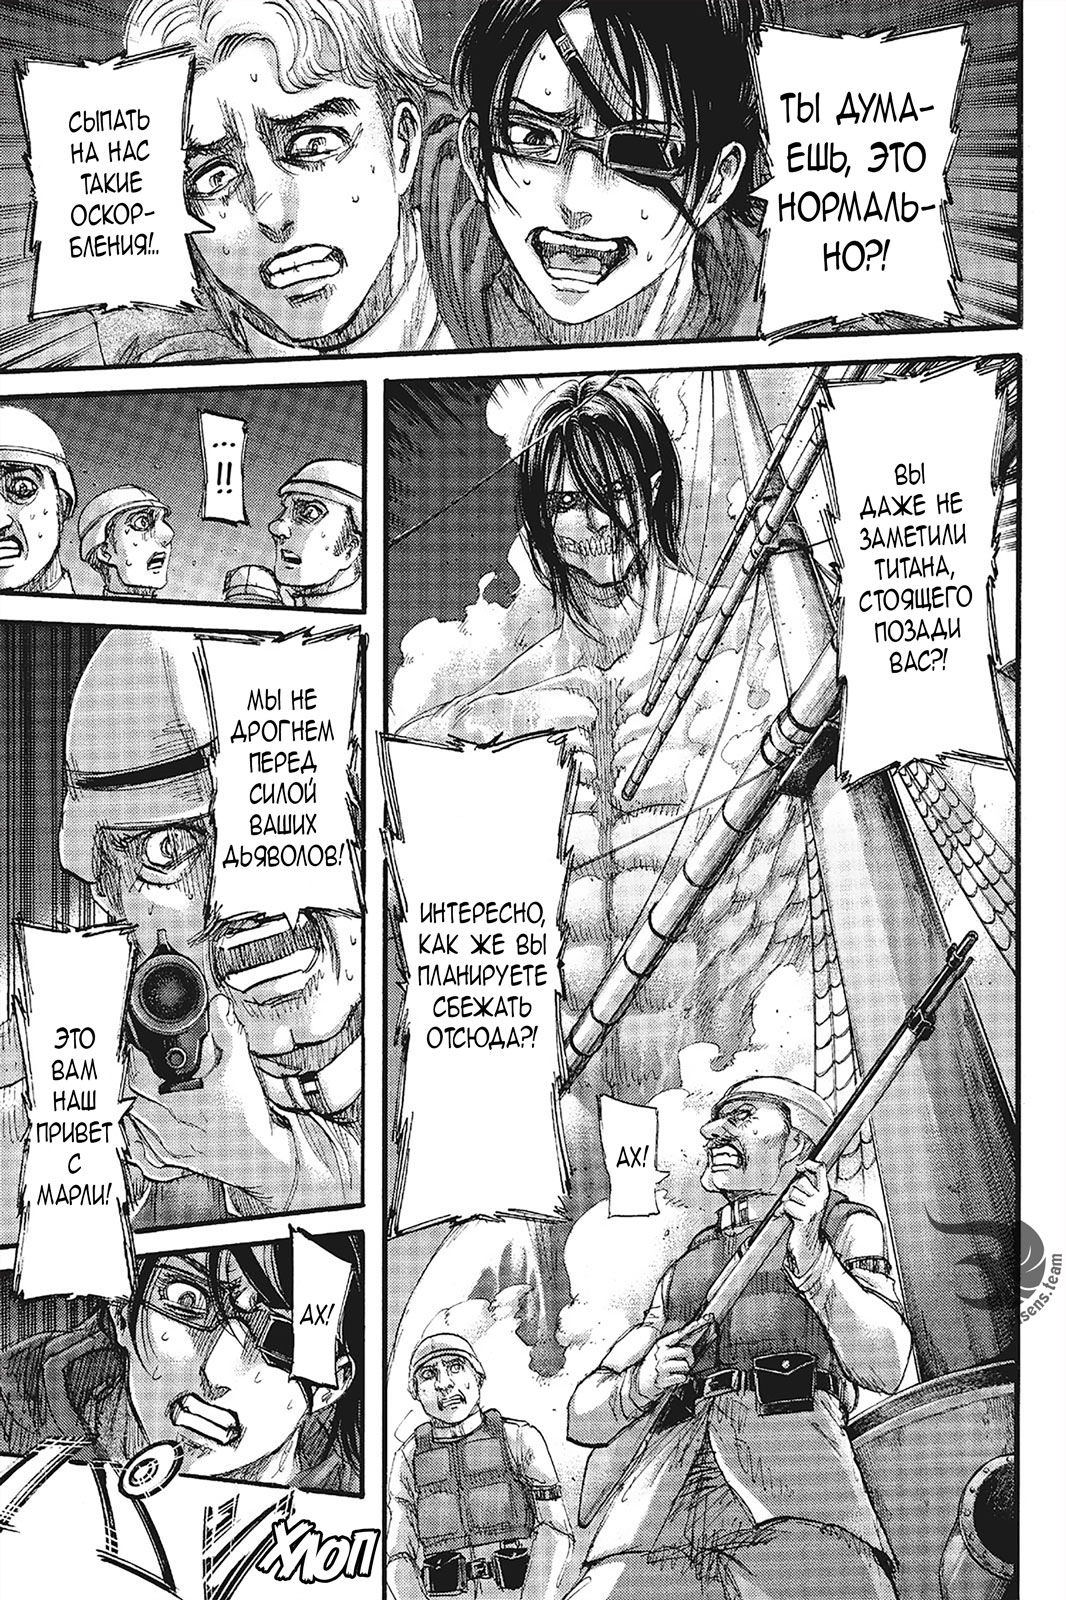 ТЫ ДУМА-
ЕШЬ, ЭТО
НОРМАЛЬ-
НО?!
СЫПАТЬ
НА НАС
ТАКИЕ
ОСКОР-
БЛЕНИЯ!..
ВЫ
ДАЖЕ НЕ
ЗАМЕТИЛИ
ТИТАНА,
СТОЯЩЕГО
ПОЗАДИ
ВАС?!
ИНТЕРЕСНО,
КАК ЖЕ ВЫ
ПЛАНИРУЕТЕ
СБЕЖАТЬ
ОТСЮДА?!
АХ!
...
!!
МЫ НЕ
ДРОГНЕМ
ПЕРЕД
СИЛОЙ
ВАШИХ
ДЬЯВОЛОВ!
ЭТО
ВАМ
НАШ
ПРИВЕТ
С
МАРЛИ!
АХ!
ХЛОП
sens.team